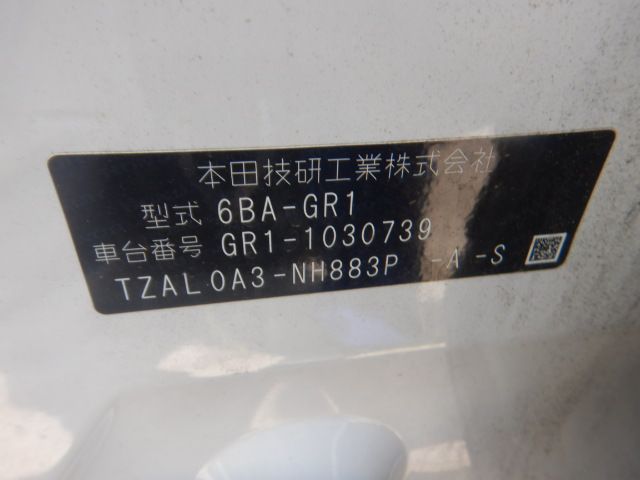 本田技研工業株式会社
型式 6BA-GR1
車台番号 GR1-1030739
TZAL0A3-NH883P -A-S